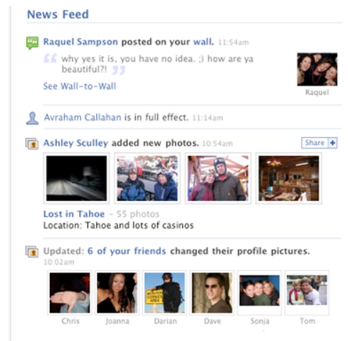 News Feed
Raquel Sampson posted on your wall. 11:54am
why yes it is, you have no idea. ;) how are ya
beautiful?!
See Wall-to-Wall
Raquel
Avraham Callahan is in full effect. 11:14am
Ashley Sculley added new photos. 10:54am
Share +
Lost in Tahoe – 55 photos
Location: Tahoe and lots of casinos
Updated: 6 of your friends changed their profile pictures.
10:02am
Chris Joanna Darian Dave Sonja Tom